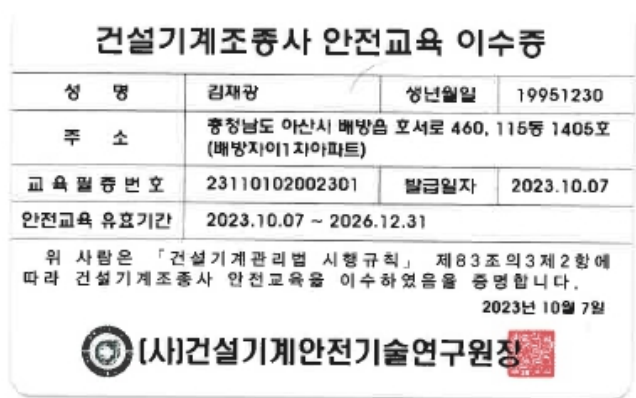 건설기계조종사 안전교육 이수증
성 명 김재광 생년월일 19951230
주 소 충청남도 아산시 배방읍 호서로 460, 115동 1405호
(배방자이1차아파트)
교육필증번호 23110102002301 발급일자 2023.10.07
안전교육 유효기간 2023.10.07 ~ 2026.12.31
위 사람은 「건설기계관리법 시행규칙」 제83조의3제2항에
따라 건설기계조종사 안전교육을 이수하였음을 증명합니다.
2023년 10월 7일
(사)건설기계안전기술연구원장